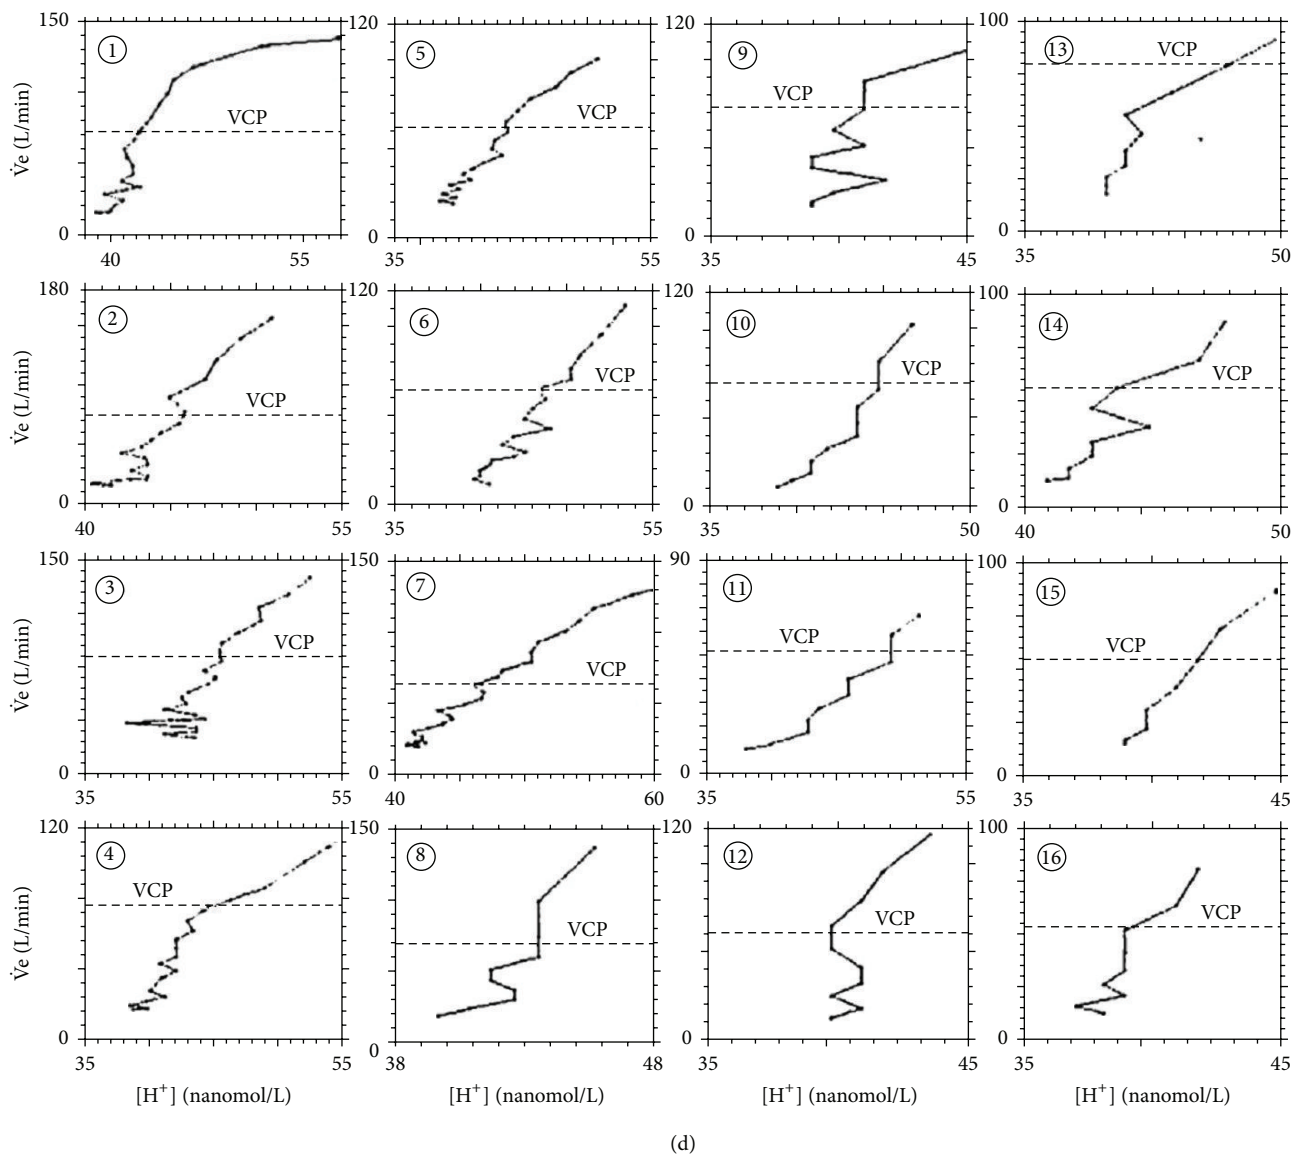 150 120 120 100
1 5 9 13
VCP VCP VCP VCP
V̇e (L/min)
0 0 0 0
40 55 35 55 35 45 35 50
180 120 120 100
2 6 10 14
VCP VCP VCP VCP
V̇e (L/min)
0 0 0 0
40 55 35 55 35 50 40 50
150 150 90 100
3 7 11 15
VCP VCP VCP VCP
V̇e (L/min)
0 0 0 0
35 55 40 60 35 55 35 45
120 150 120 100
4 8 12 16
VCP VCP VCP VCP
V̇e (L/min)
0 0 0 0
35 55 38 48 35 45 35 45
[H⁺] (nanomol/L) [H⁺] (nanomol/L) [H⁺] (nanomol/L) [H⁺] (nanomol/L)
(d)